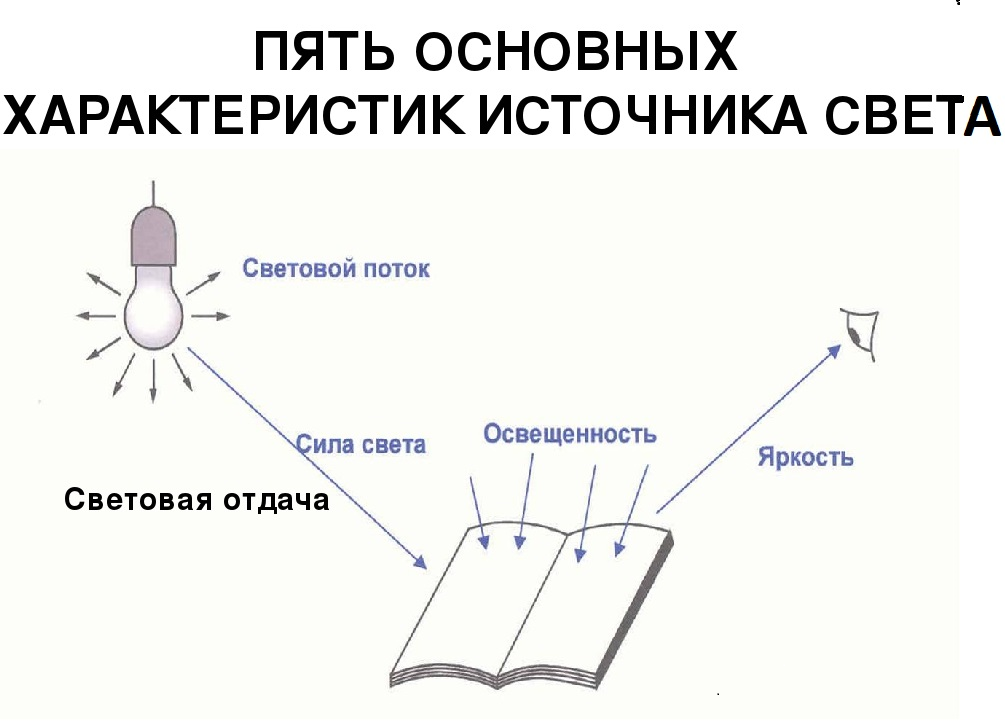 ПЯТЬ ОСНОВНЫХ
ХАРАКТЕРИСТИК ИСТОЧНИКА СВЕТА
Световой поток
Сила света
Освещенность
Яркость
Световая отдача